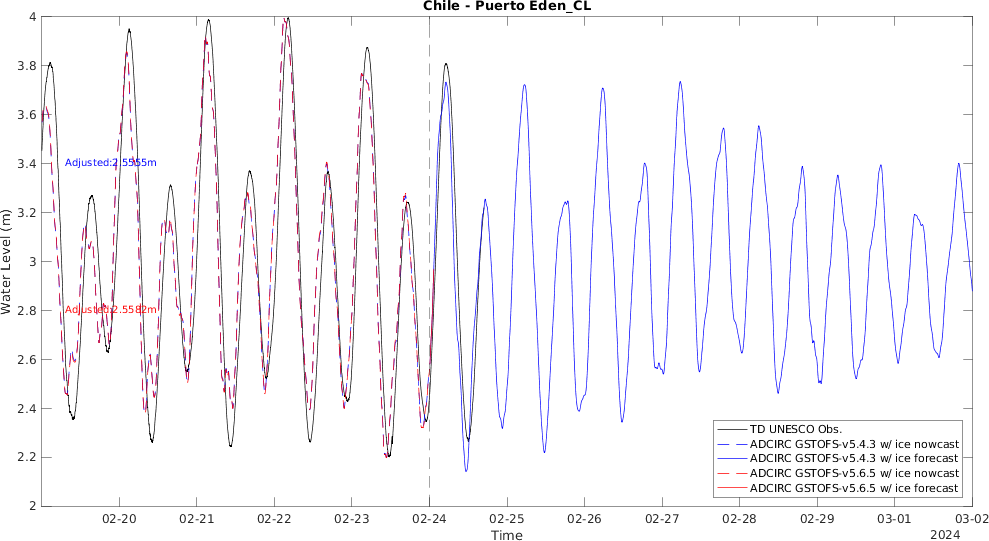 Chile - Puerto Eden_CL
4
3.8
3.6
3.4
3.2
3
2.8
2.6
2.4
2.2
2
Water Level (m)
Adjusted:2.5555m
Adjusted:2.5582m
TD UNESCO Obs.
ADCIRC GSTOFS-v5.4.3 w/ ice nowcast
ADCIRC GSTOFS-v5.4.3 w/ ice forecast
ADCIRC GSTOFS-v5.6.5 w/ ice nowcast
ADCIRC GSTOFS-v5.6.5 w/ ice forecast
02-20 02-21 02-22 02-23 02-24 02-25 02-26 02-27 02-28 02-29 03-01 03-02
Time
2024